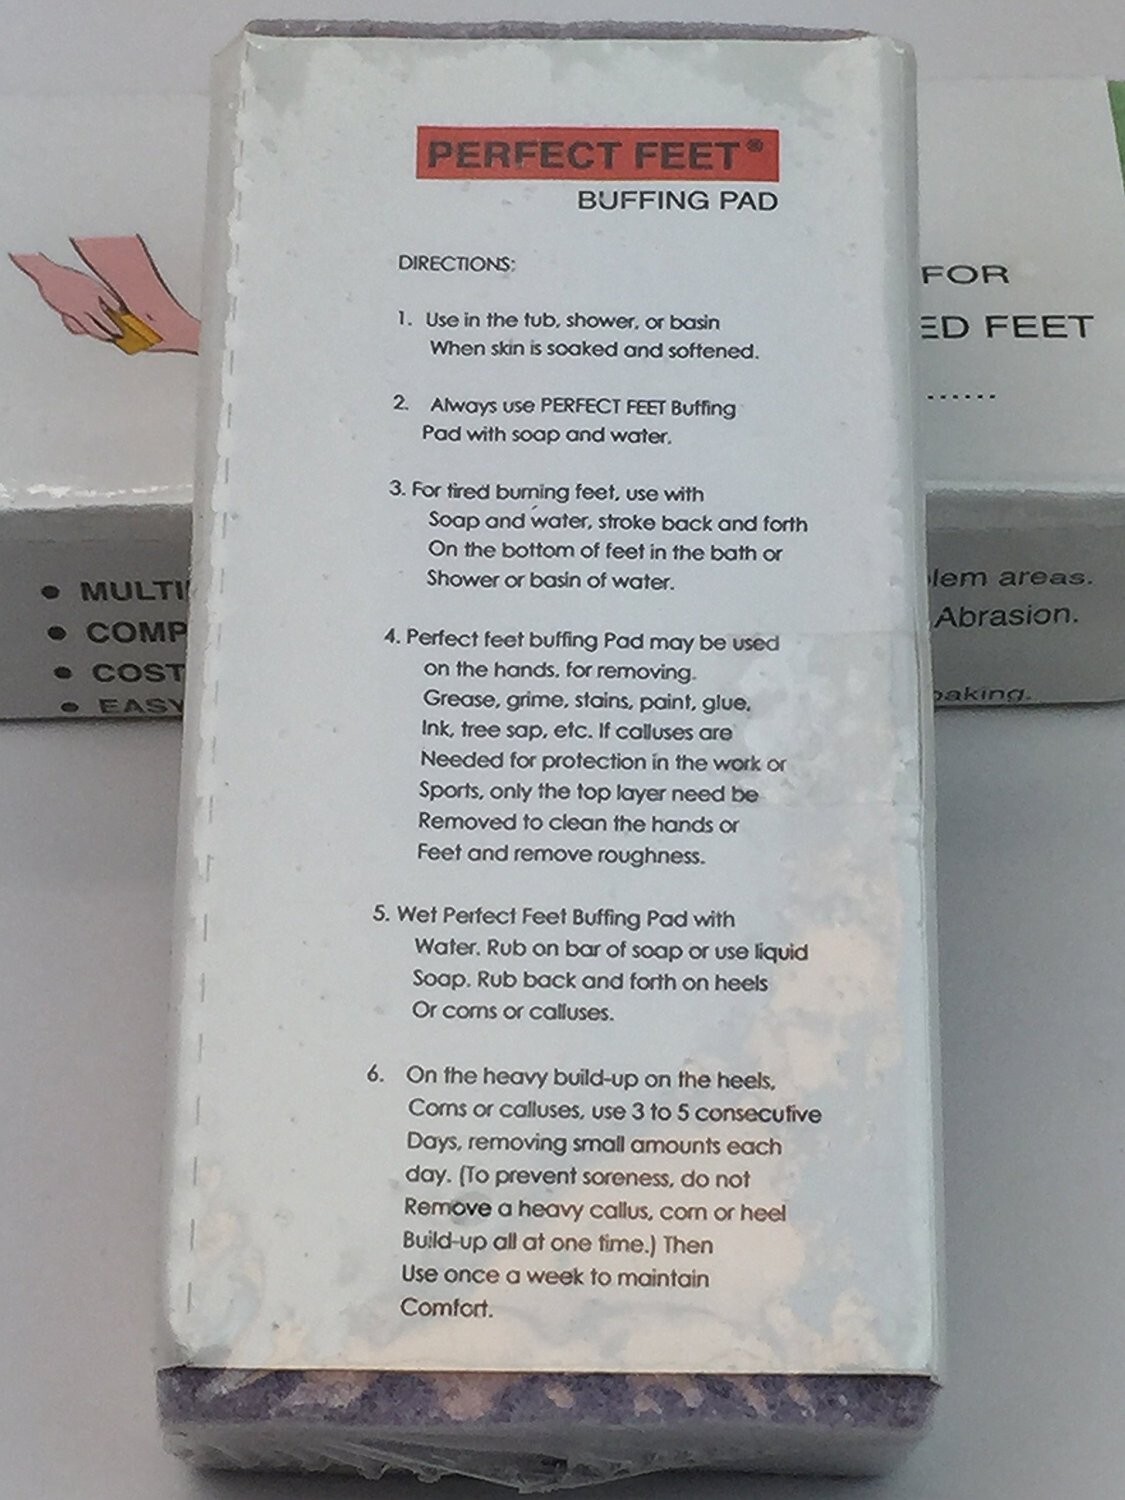 PERFECT FEET®
BUFFING PAD
DIRECTIONS:
1. Use in the tub, shower, or basin
When skin is soaked and softened.
2. Always use PERFECT FEET Buffing
Pad with soap and water.
3. For tired burning feet, use with
Soap and water, stroke back and forth
On the bottom of feet in the bath or
Shower or basin of water.
4. Perfect feet buffing Pad may be used
on the hands, for removing.
Grease, grime, stains, paint, glue,
Ink, tree sap, etc. If calluses are
Needed for protection in the work or
Sports, only the top layer need be
Removed to clean the hands or
Feet and remove roughness.
5. Wet Perfect Feet Buffing Pad with
Water. Rub on bar of soap or use liquid
Soap. Rub back and forth on heels
Or corns or calluses.
6. On the heavy build-up on the heels,
Corns or calluses, use 3 to 5 consecutive
Days, removing small amounts each
day. (To prevent soreness, do not
Remove a heavy callus, corn or heel
Build-up all at one time.) Then
Use once a week to maintain
Comfort.
FOR
ED FEET
......
• MULTI
• COMP
• COST
• EASY
lem areas.
Abrasion.
oaking.